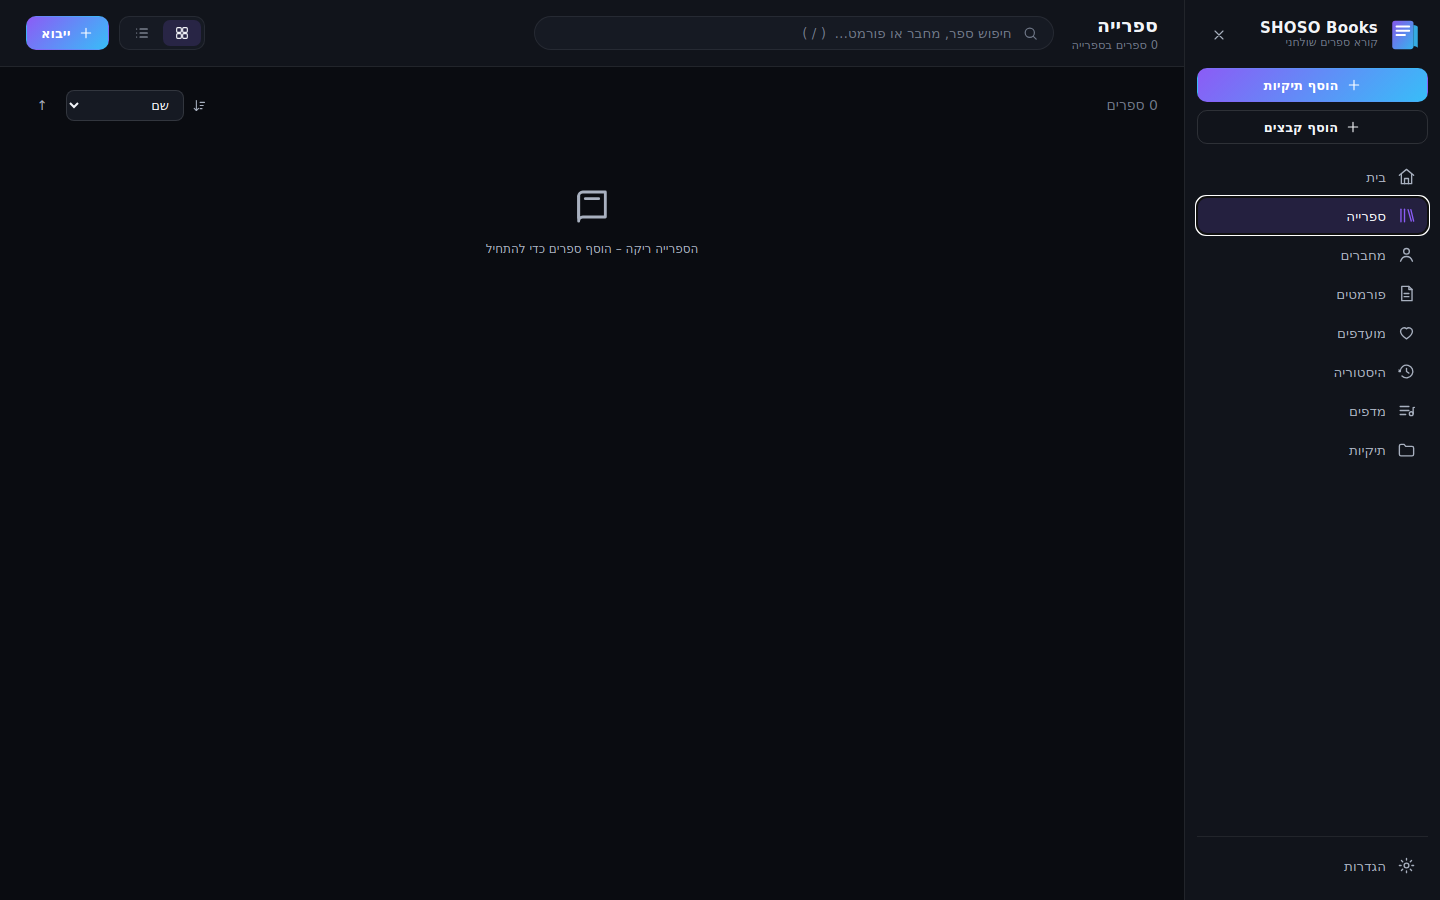 SHOSO Books
קורא ספרים שולחני
הוסף תיקיות
הוסף קבצים
בית
ספרייה
מחברים
פורמטים
מועדפים
היסטוריה
מדפים
תיקיות
הגדרות
ספרייה
0 ספרים בספרייה
חיפוש ספר, מחבר או פורמט... ( / )
ייבוא
0 ספרים
שם
↑
הספרייה ריקה – הוסף ספרים כדי להתחיל